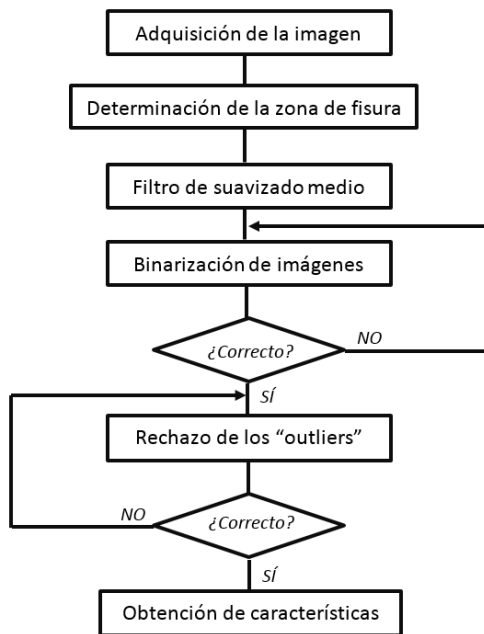 Adquisición de la imagen
Determinación de la zona de fisura
Filtro de suavizado medio
Binarización de imágenes
¿Correcto?
NO
SÍ
Rechazo de los “outliers”
NO
¿Correcto?
SÍ
Obtención de características